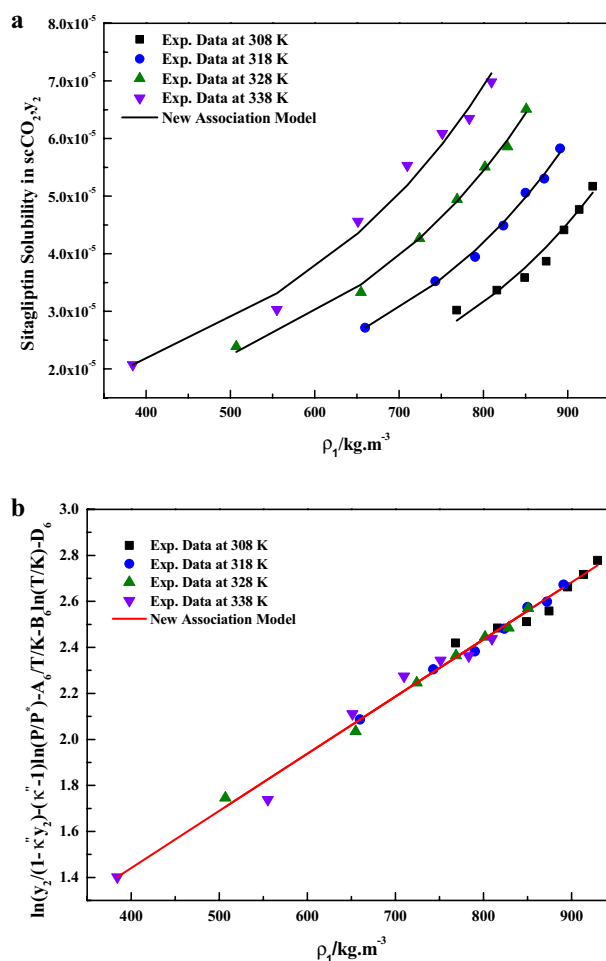 a
8.0x10⁻⁵
7.0x10⁻⁵
6.0x10⁻⁵
5.0x10⁻⁵
4.0x10⁻⁵
3.0x10⁻⁵
2.0x10⁻⁵
Sitagliptin Solubility in scCO₂,y₂
Exp. Data at 308 K
Exp. Data at 318 K
Exp. Data at 328 K
Exp. Data at 338 K
New Association Model
400 500 600 700 800 900
ρ₁/kg.m⁻³
b
3.0
2.8
2.6
2.4
2.2
2.0
1.8
1.6
1.4
ln(y₂/(1-κ''y₂)-(κ''-1)ln(P/P*)-A₆/T/K-B₆ln(T/K)-D₆
Exp. Data at 308 K
Exp. Data at 318 K
Exp. Data at 328 K
Exp. Data at 338 K
New Association Model
400 500 600 700 800 900
ρ₁/kg.m⁻³